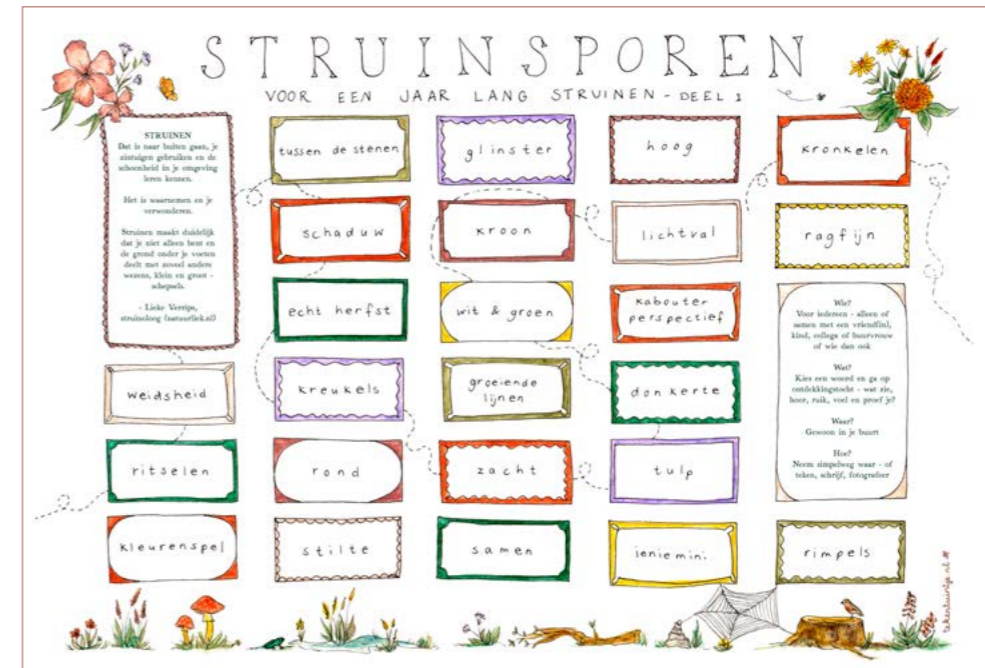 STRUINSPOREN
VOOR EEN JAAR LANG STRUINEN - DEEL 1
STRUINEN
Dat is naar buiten gaan, je
zintuigen gebruiken en de
schoonheid in je omgeving
leren kennen.
Het is waarnemen en je
verwonderen.
Struinen maakt duidelijk
dat je niet alleen bent en
de grond onder je voeten
deelt met zoveel andere
wezens, klein en groot -
schepsels.
- Lieke Verrips,
struinoloog (natuurliek.nl)
tussen de stenen
glinster
hoog
kronkelen
schaduw
kroon
lichtval
ragfijn
echt herfst
wit & groen
kabouter
perspectief
weidsheid
kreukels
groeiende
lijnen
donkerte
ritselen
rond
zacht
tulp
Wie?
Voor iedereen - alleen of
samen met een vriend(in),
kind, collega of buurvrouw
of wie dan ook
Wat?
Kies een woord en ga op
ontdekkingstocht - wat zie,
hoor, ruik, voel en proef je?
Waar?
Gewoon in je buurt
Hoe?
Neem simpelweg waar - of
teken, schrijf, fotografeer
kleurenspel
stilte
samen
ieniemini
rimpels
tekentuintje.nl